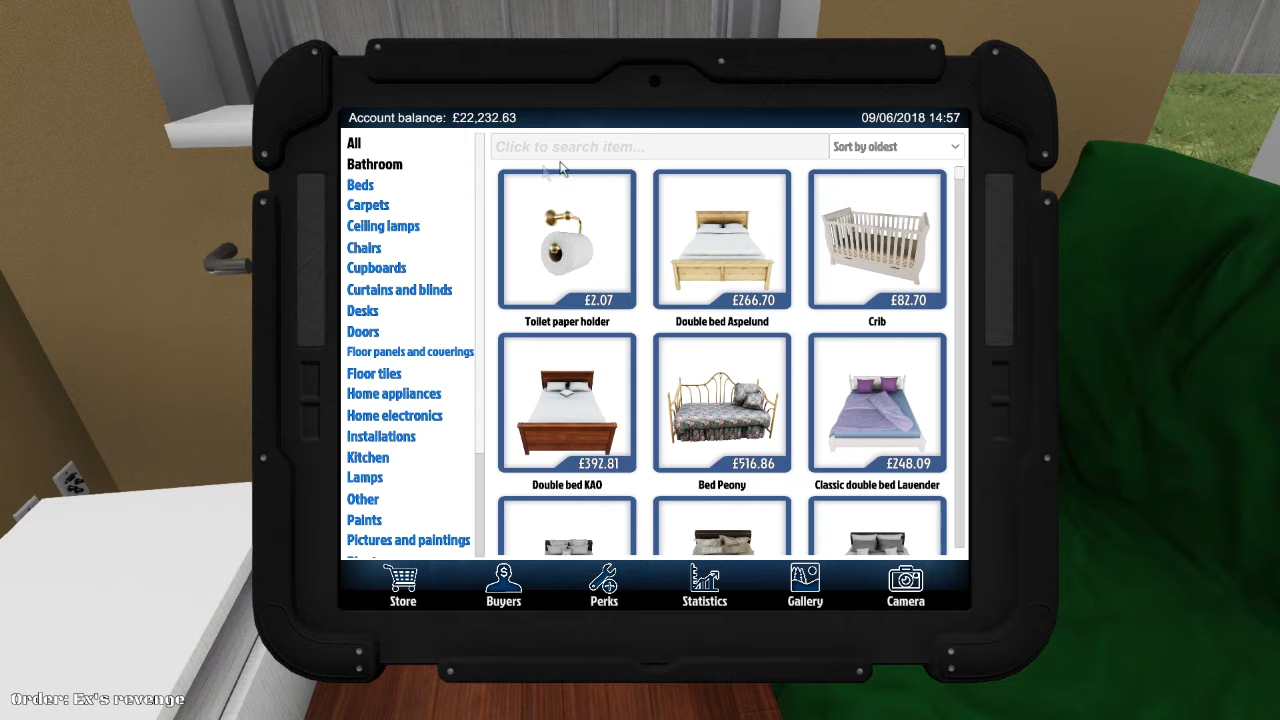 Account balance: £22,232.63
09/06/2018 14:57
All
Bathroom
Beds
Carpets
Ceiling lamps
Chairs
Cupboards
Curtains and blinds
Desks
Doors
Floor panels and coverings
Floor tiles
Home appliances
Home electronics
Installations
Kitchen
Lamps
Other
Paints
Pictures and paintings
Click to search item...
Sort by oldest
£2.07
£266.70
£82.70
Toilet paper holder
Double bed Aspelund
Crib
£392.81
£516.86
£248.09
Double bed KAO
Bed Peony
Classic double bed Lavender
Store
Buyers
Perks
Statistics
Gallery
Camera
Order: Ex's revenge